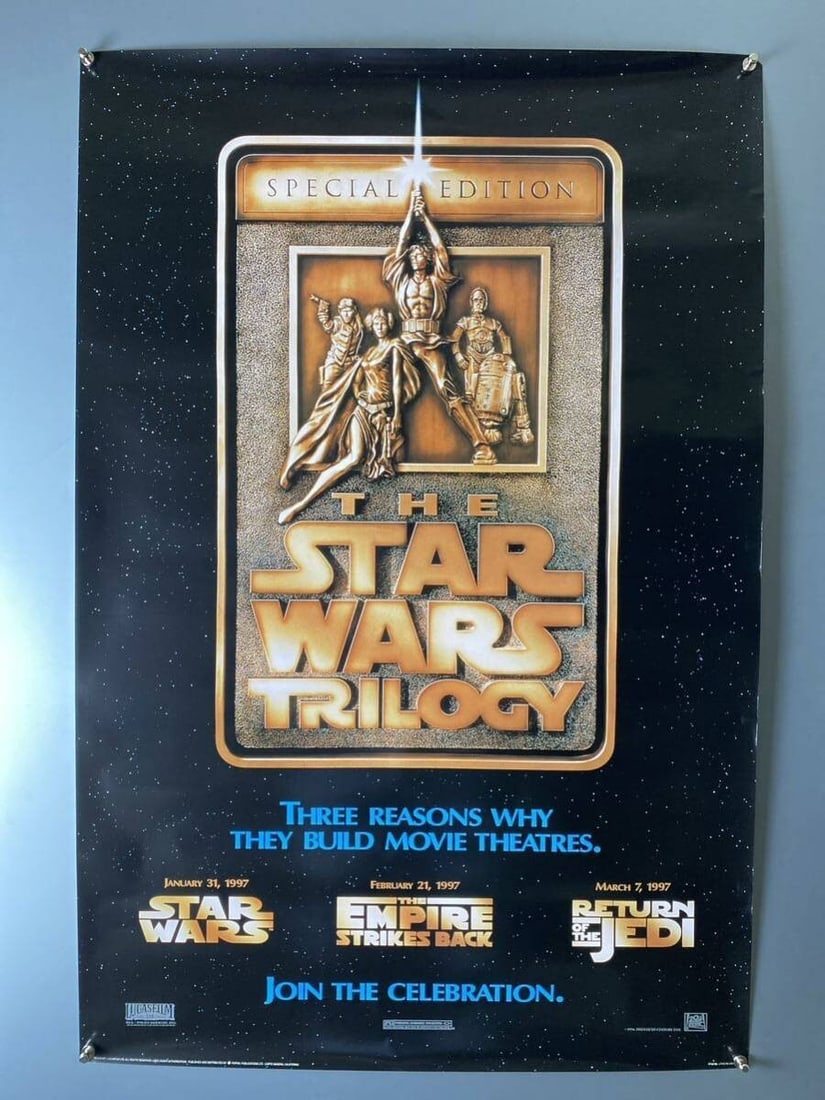 SPECIAL EDITION
THE
STAR
WARS
TRILOGY
THREE REASONS WHY
THEY BUILD MOVIE THEATRES.
JANUARY 31, 1997
STAR
WARS
FEBRUARY 21, 1997
THE
EMPIRE
STRIKES BACK
MARCH 7, 1997
RETURN
OF THE JEDI
JOIN THE CELEBRATION.
LUCASFILM
FOX